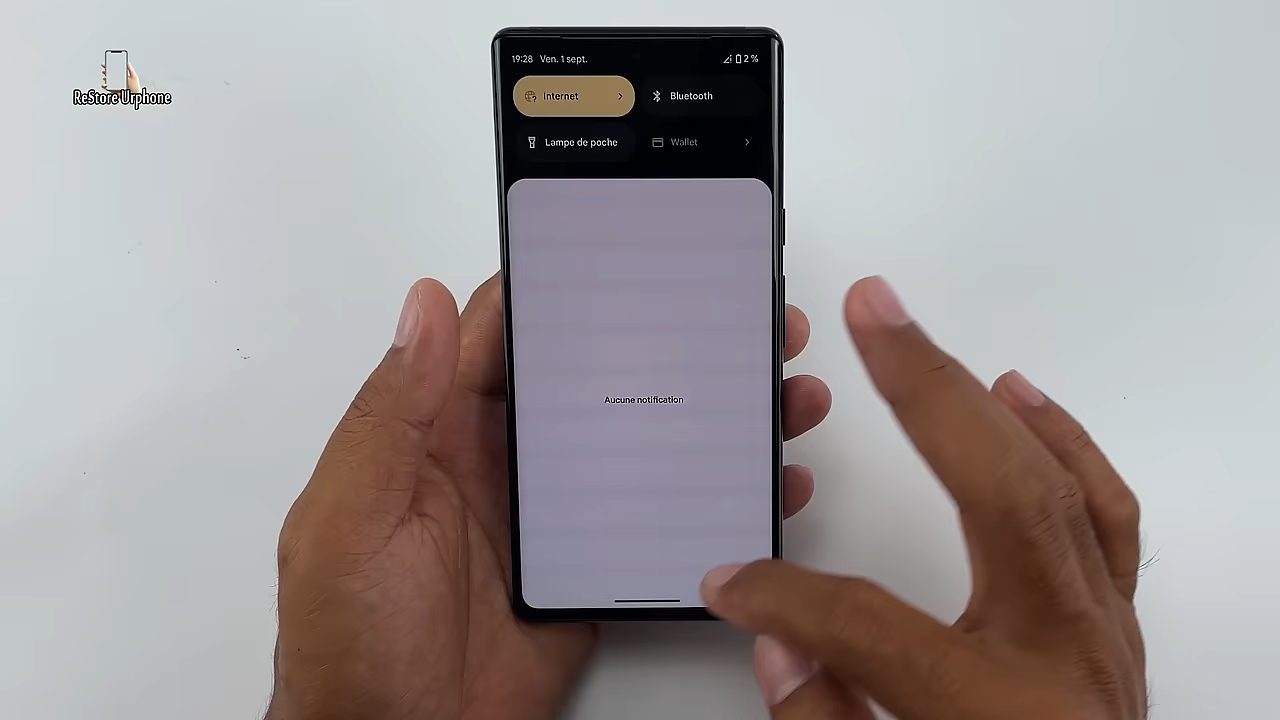 ReStore Urphone
19:28 Ven. 1 sept.
2 %
Internet
Bluetooth
Lampe de poche
Wallet
Aucune notification